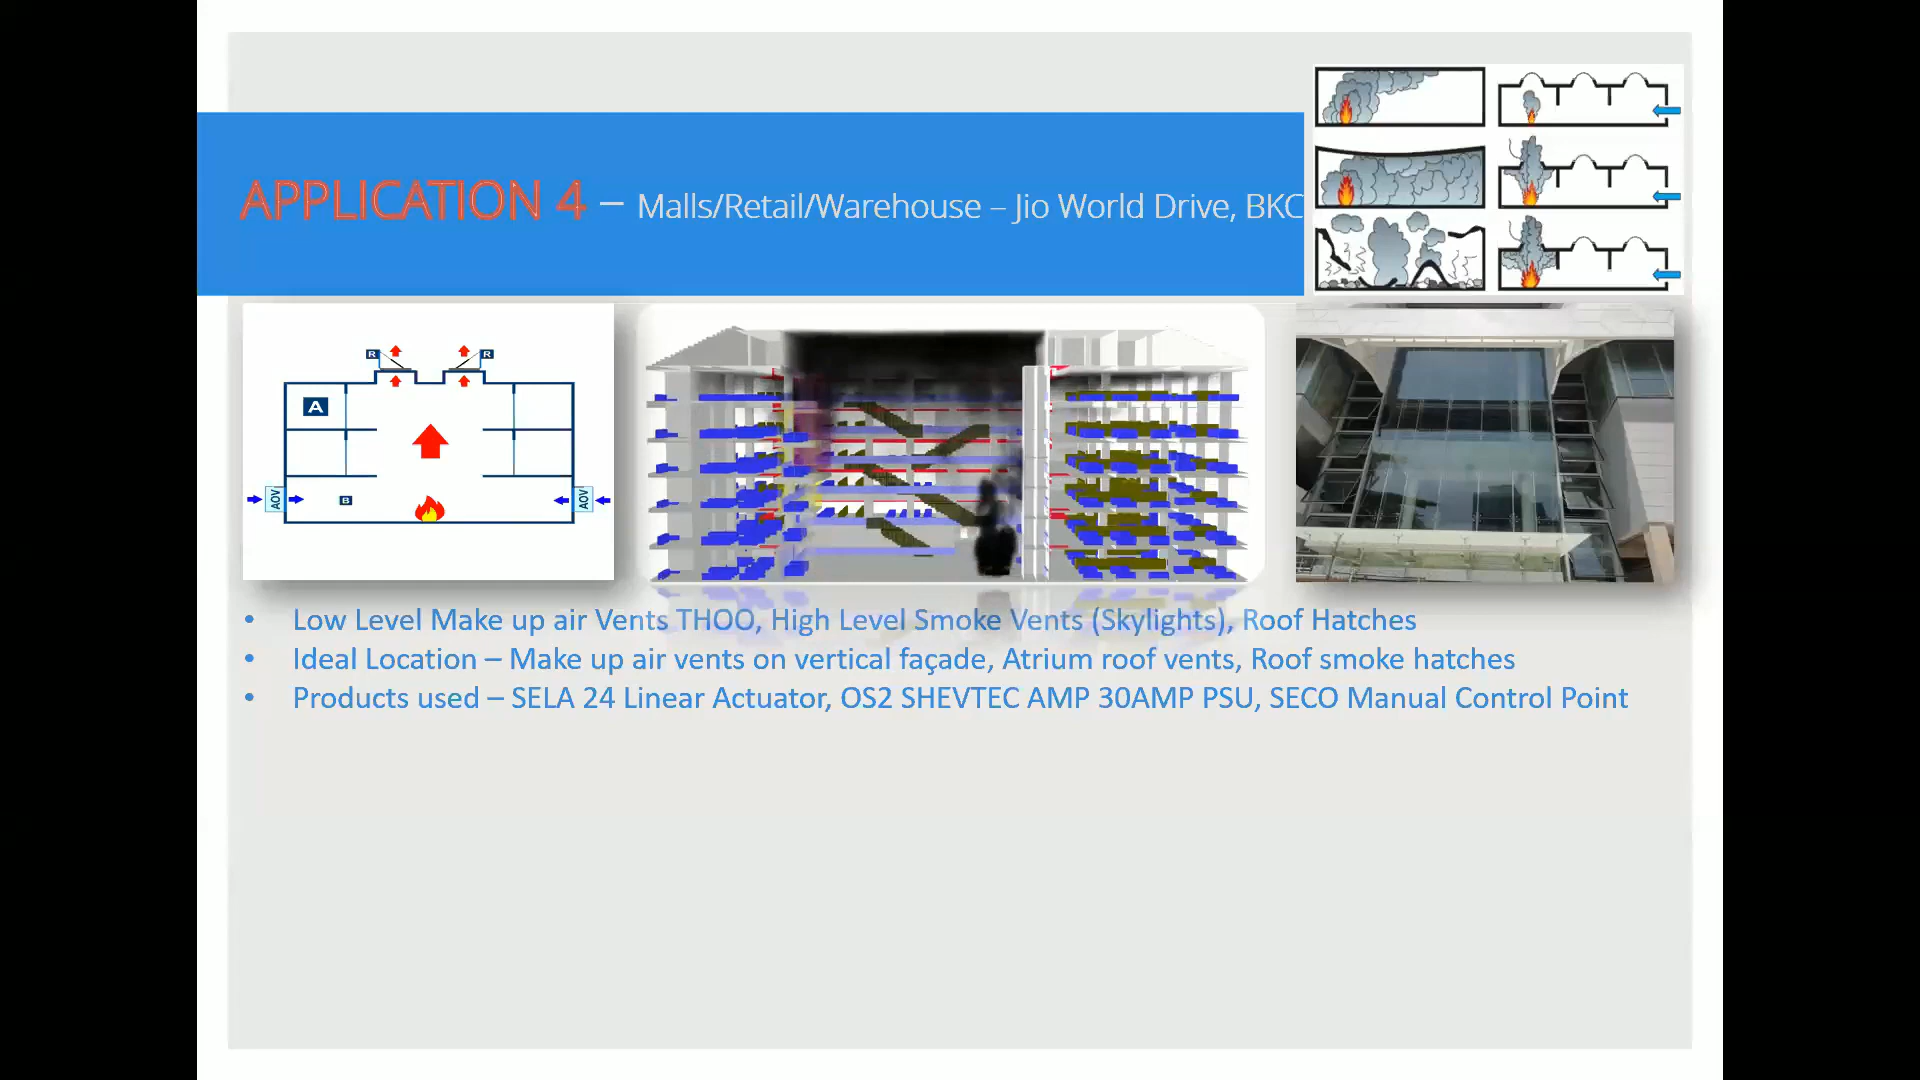 APPLICATION 4 – Malls/Retail/Warehouse – Jio World Drive, BKC
R R
A
AOV B AOV
• Low Level Make up air Vents THOO, High Level Smoke Vents (Skylights), Roof Hatches
• Ideal Location – Make up air vents on vertical façade, Atrium roof vents, Roof smoke hatches
• Products used – SELA 24 Linear Actuator, OS2 SHEVTEC AMP 30AMP PSU, SECO Manual Control Point